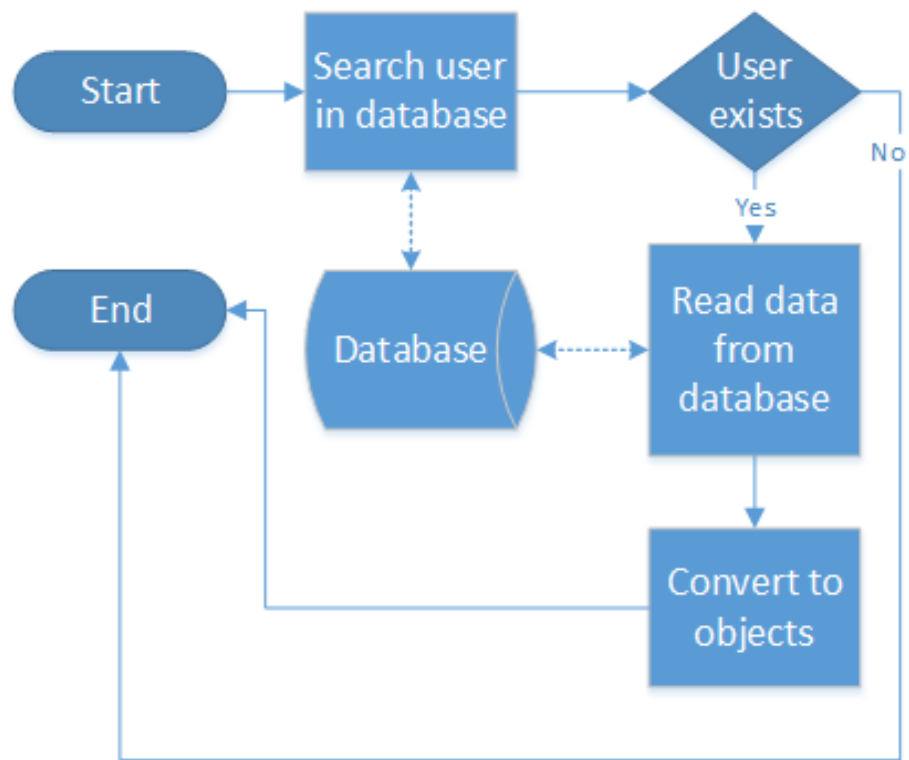 Start
Search user
in database
User
exists
No
Yes
End
Database
Read data
from
database
Convert to
objects